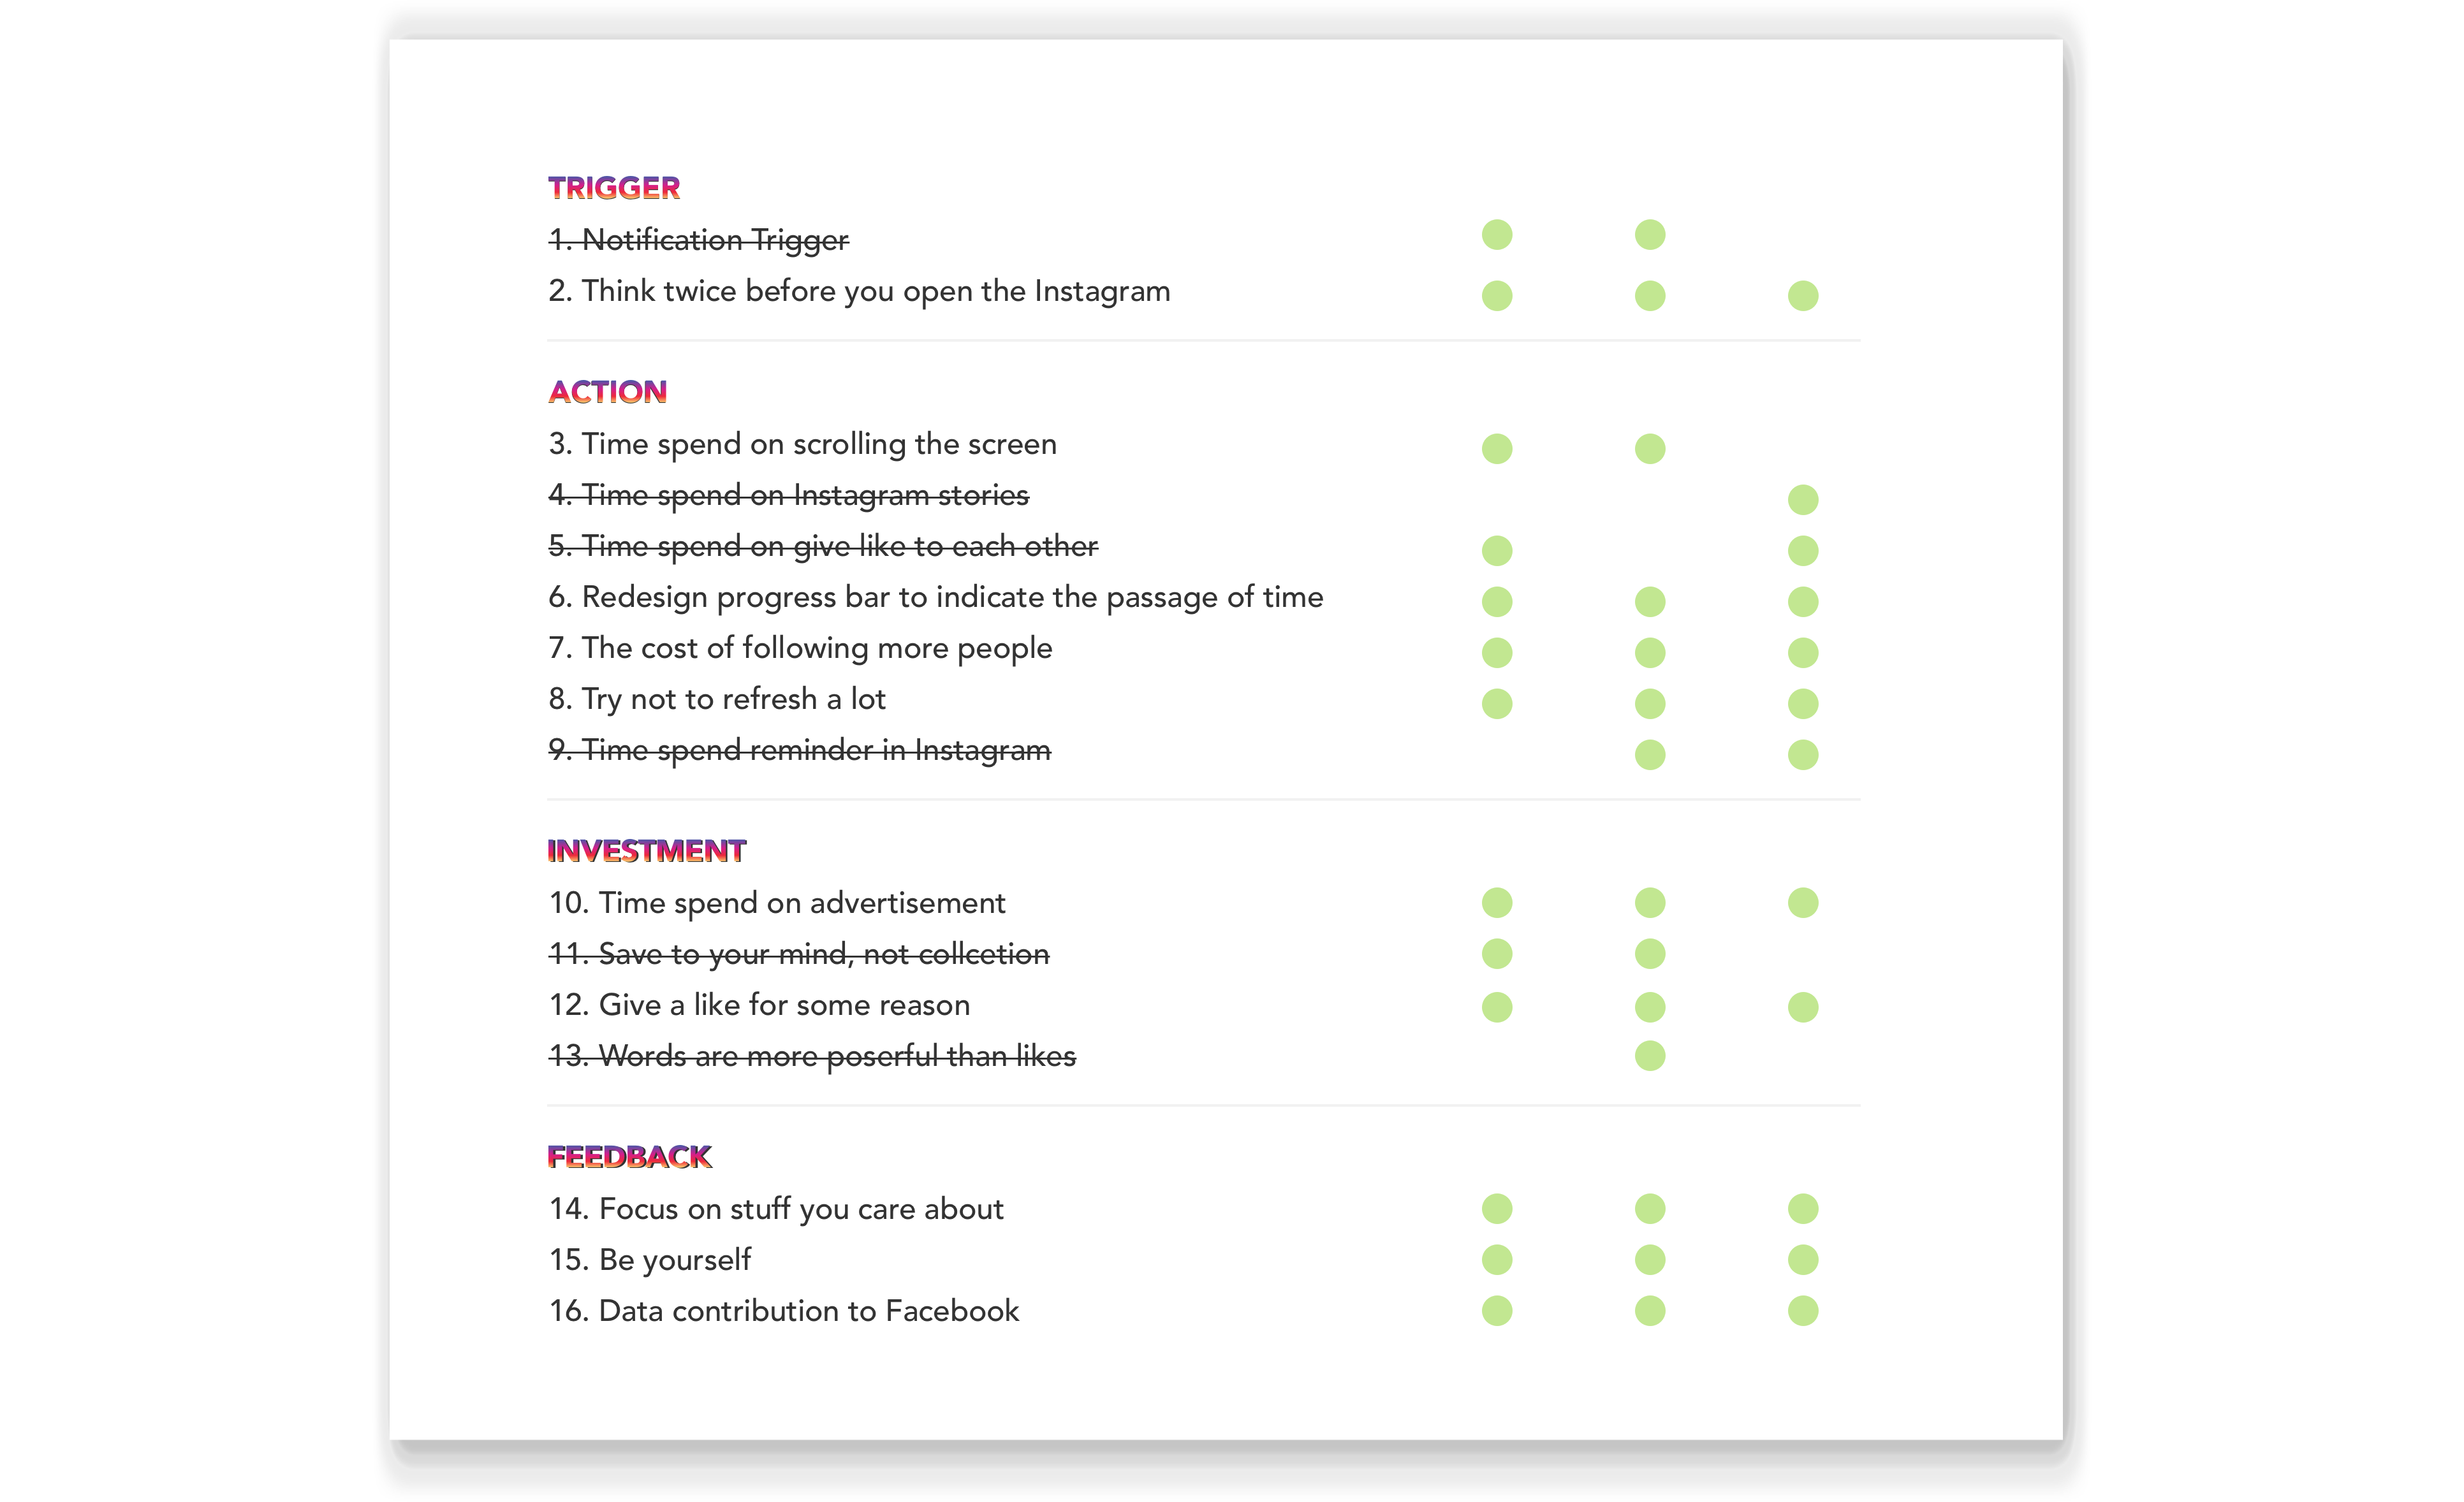 TRIGGER
1. Notification Trigger
2. Think twice before you open the Instagram
ACTION
3. Time spend on scrolling the screen
4. Time spend on Instagram stories
5. Time spend on give like to each other
6. Redesign progress bar to indicate the passage of time
7. The cost of following more people
8. Try not to refresh a lot
9. Time spend reminder in Instagram
INVESTMENT
10. Time spend on advertisement
11. Save to your mind, not collcetion
12. Give a like for some reason
13. Words are more poserful than likes
FEEDBACK
14. Focus on stuff you care about
15. Be yourself
16. Data contribution to Facebook